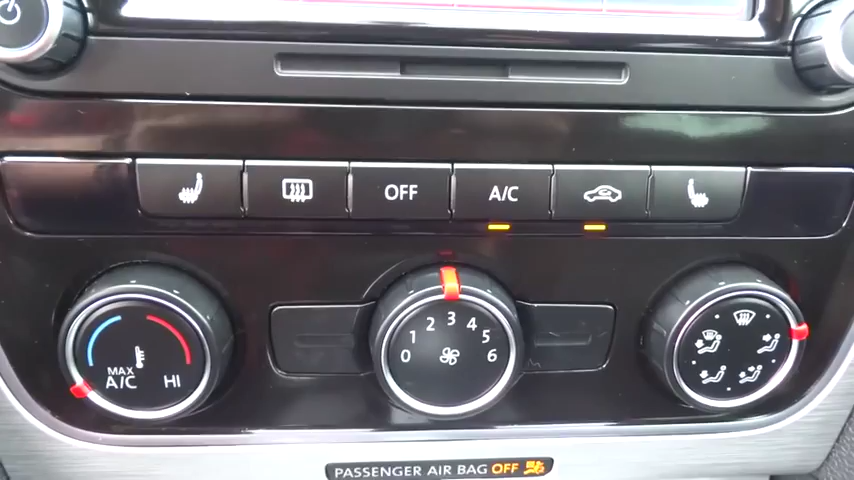 OFF
A/C
0 1 2 3 4 5 6
MAX
A/C
HI
PASSENGER AIR BAG OFF